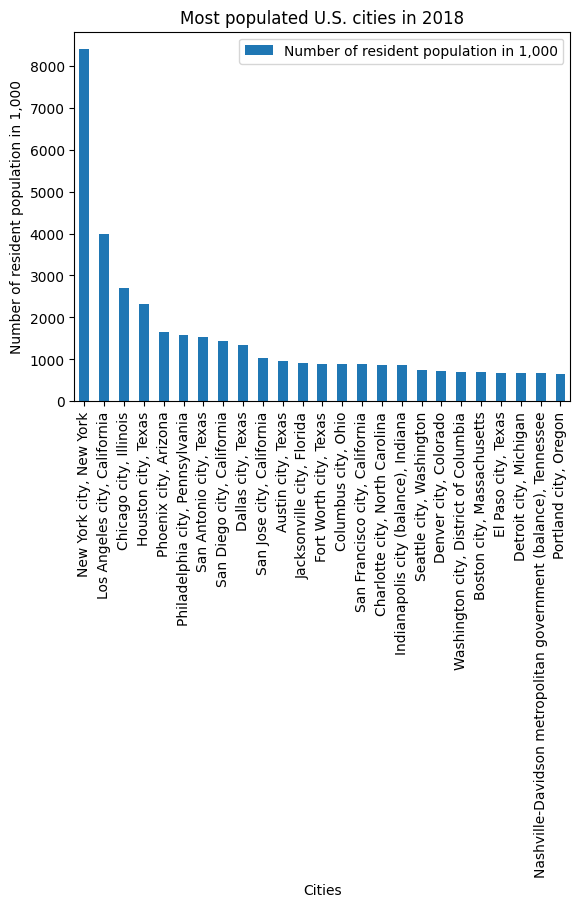 Most populated U.S. cities in 2018
Number of resident population in 1,000
Number of resident population in 1,000
8000
7000
6000
5000
4000
3000
2000
1000
0
New York city, New York
Los Angeles city, California
Chicago city, Illinois
Houston city, Texas
Phoenix city, Arizona
Philadelphia city, Pennsylvania
San Antonio city, Texas
San Diego city, California
Dallas city, Texas
San Jose city, California
Austin city, Texas
Jacksonville city, Florida
Fort Worth city, Texas
Columbus city, Ohio
San Francisco city, California
Charlotte city, North Carolina
Indianapolis city (balance), Indiana
Seattle city, Washington
Denver city, Colorado
Washington city, District of Columbia
Boston city, Massachusetts
El Paso city, Texas
Detroit city, Michigan
Nashville-Davidson metropolitan government (balance), Tennessee
Portland city, Oregon
Cities